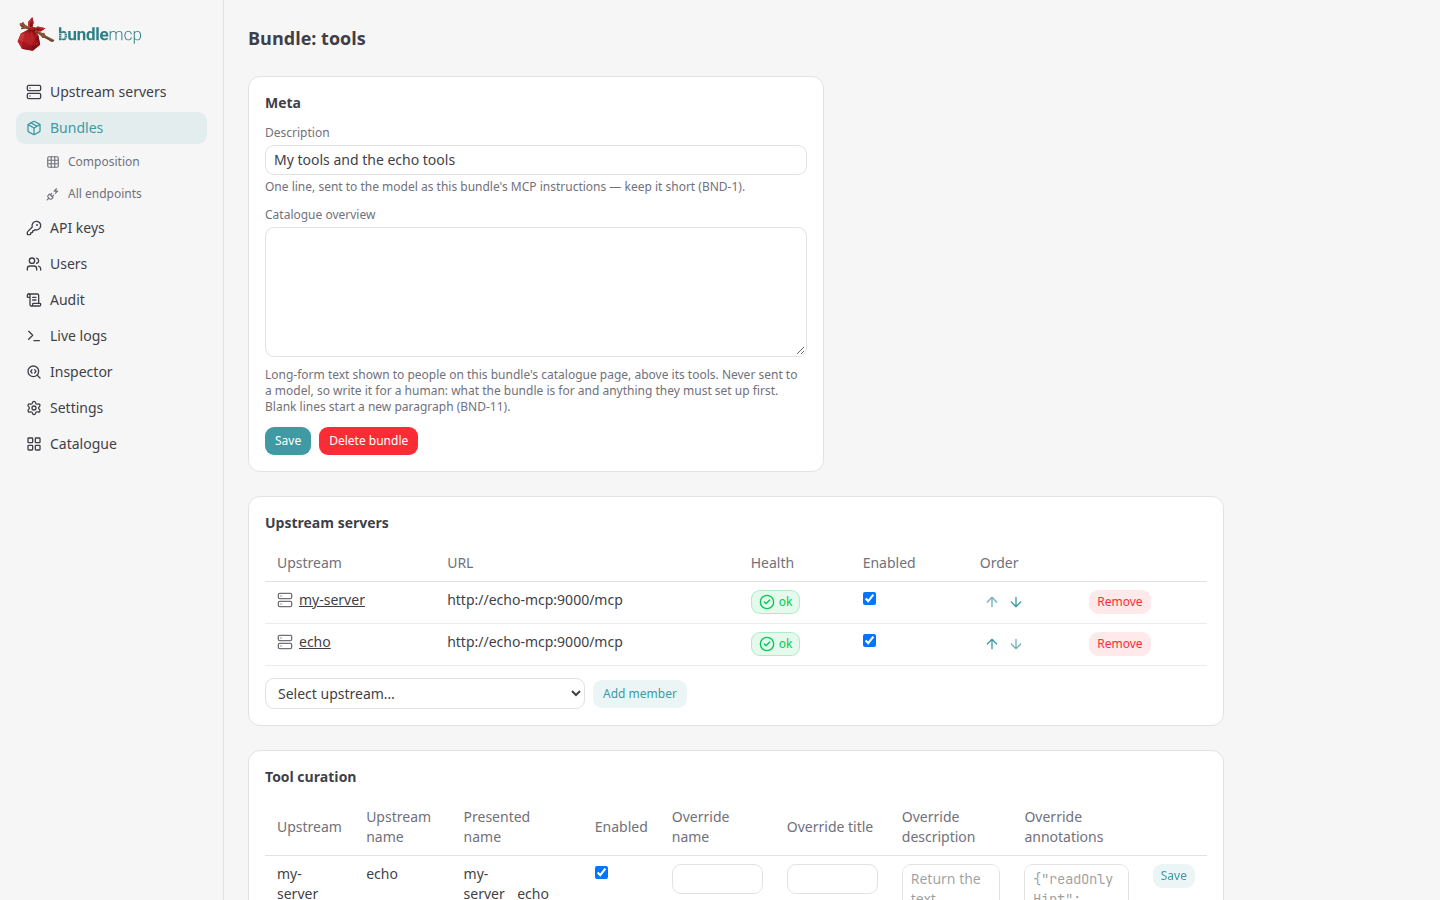 bundlemcp
Upstream servers
Bundles
Composition
All endpoints
API keys
Users
Audit
Live logs
Inspector
Settings
Catalogue
Bundle: tools
Meta
Description
My tools and the echo tools
One line, sent to the model as this bundle's MCP instructions — keep it short (BND-1).
Catalogue overview
Long-form text shown to people on this bundle's catalogue page, above its tools. Never sent to
a model, so write it for a human: what the bundle is for and anything they must set up first.
Blank lines start a new paragraph (BND-11).
Save Delete bundle
Upstream servers
Upstream URL Health Enabled Order
my-server http://echo-mcp:9000/mcp ok Remove
echo http://echo-mcp:9000/mcp ok Remove
Select upstream... Add member
Tool curation
Upstream Upstream name Presented name Enabled Override name Override title Override description Override annotations
my-server echo my-server__echo Return the text {"readOnlyHint": Save